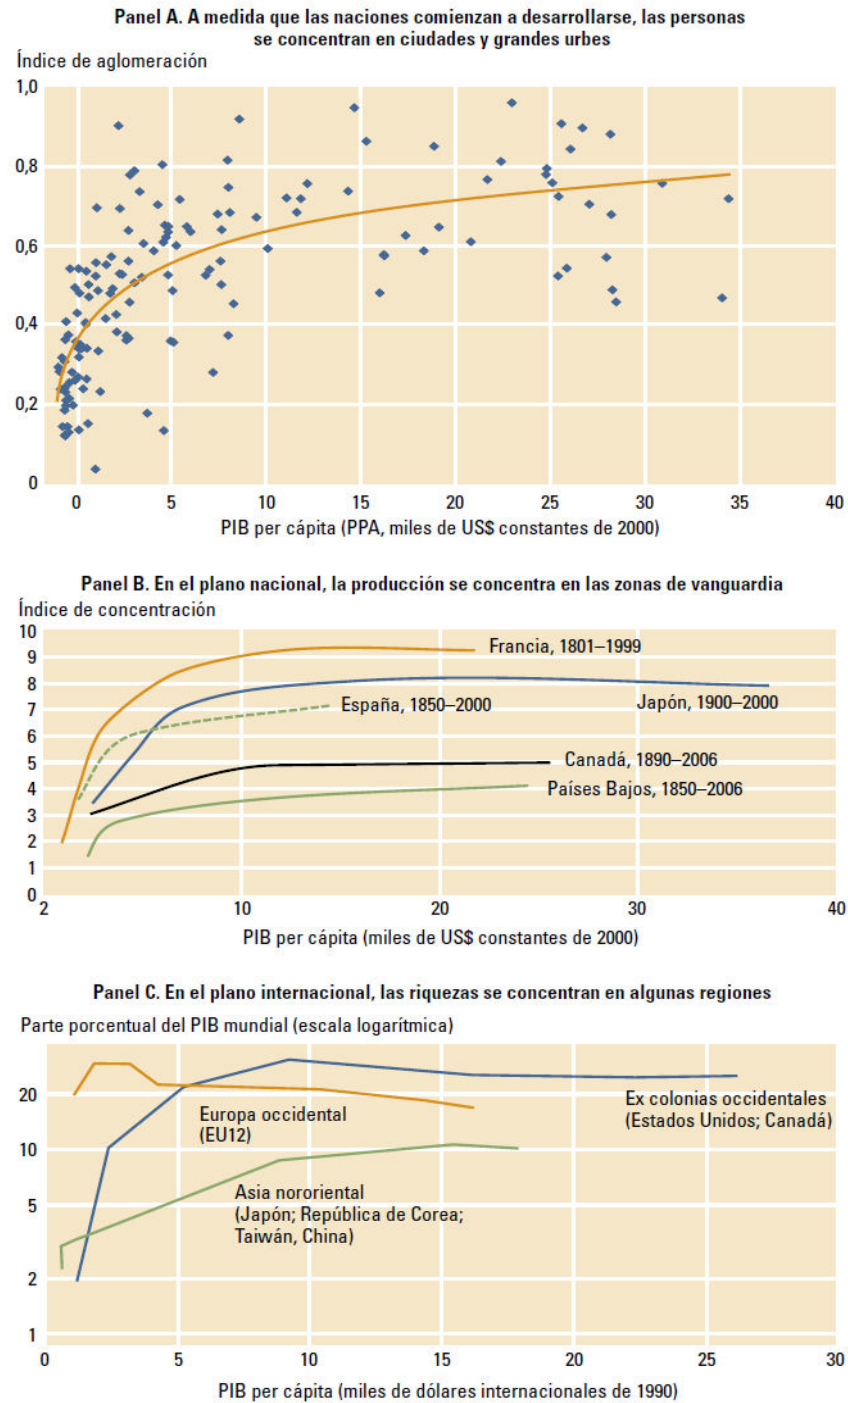 Panel A. A medida que las naciones comienzan a desarrollarse, las personas
se concentran en ciudades y grandes urbes
Índice de aglomeración
1,0
0,8
0,6
0,4
0,2
0
0 5 10 15 20 25 30 35 40
PIB per cápita (PPA, miles de US$ constantes de 2000)
Panel B. En el plano nacional, la producción se concentra en las zonas de vanguardia
Índice de concentración
10
9
8
7
6
5
4
3
2
1
0
Francia, 1801–1999
España, 1850–2000
Japón, 1900–2000
Canadá, 1890–2006
Países Bajos, 1850–2006
2 10 20 30 40
PIB per cápita (miles de US$ constantes de 2000)
Panel C. En el plano internacional, las riquezas se concentran en algunas regiones
Parte porcentual del PIB mundial (escala logarítmica)
20
10
5
2
1
Europa occidental
(EU12)
Ex colonias occidentales
(Estados Unidos; Canadá)
Asia nororiental
(Japón; República de Corea;
Taiwán, China)
0 5 10 15 20 25 30
PIB per cápita (miles de dólares internacionales de 1990)